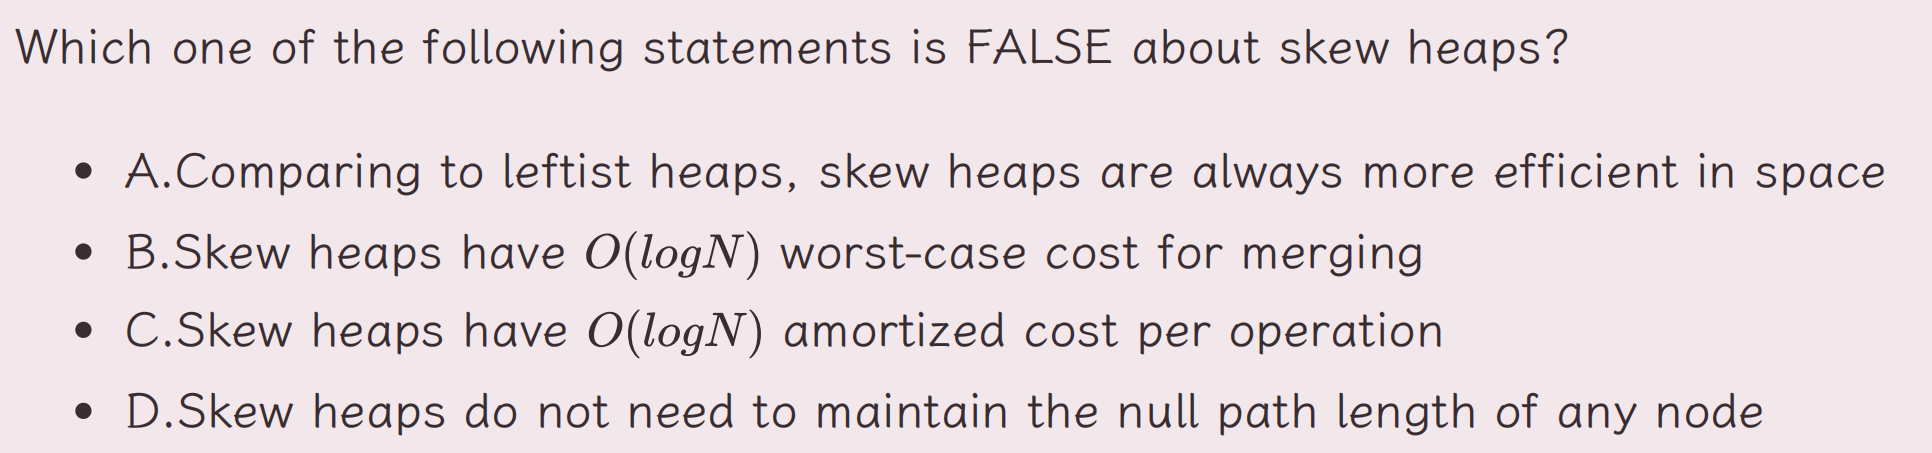 Which one of the following statements is FALSE about skew heaps?
• A.Comparing to leftist heaps, skew heaps are always more efficient in space
• B.Skew heaps have O(logN) worst-case cost for merging
• C.Skew heaps have O(logN) amortized cost per operation
• D.Skew heaps do not need to maintain the null path length of any node